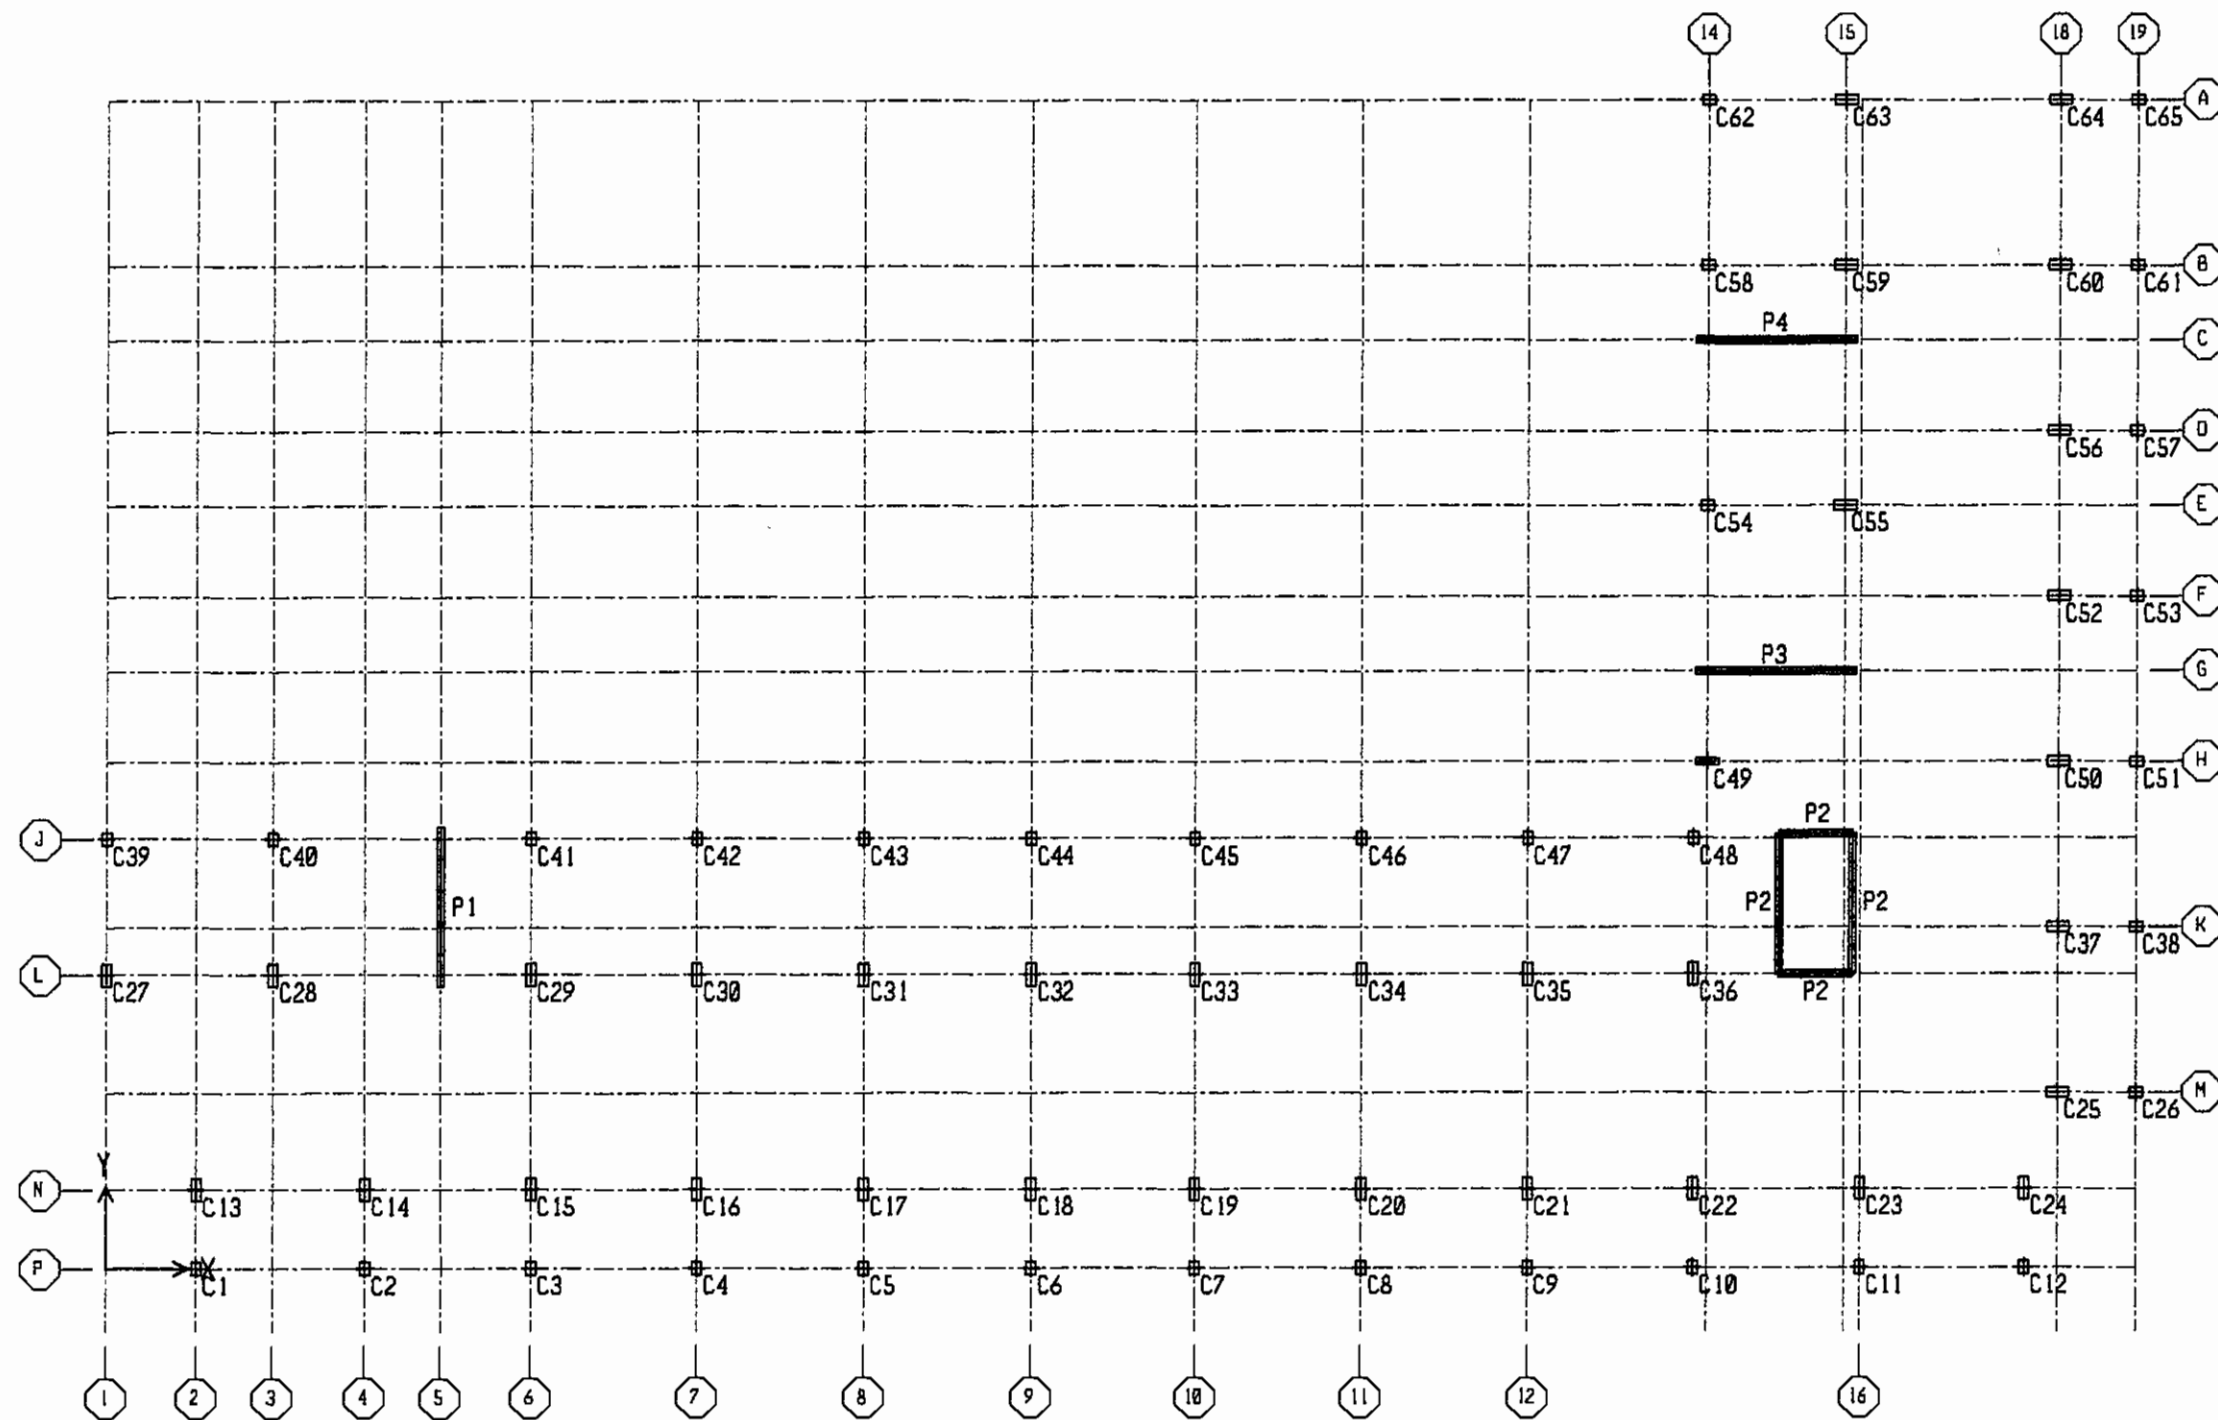 14 15 18 19
C62 C63 C64 C65 A
C58 C59 C60 C61 B
P4 C
C56 C57 D
C54 C55 E
C52 C53 F
P3 G
C49 C50 C51 H
P2
J C39 C40 C41 C42 C43 C44 C45 C46 C47 C48
P1 P2 P2
C37 C38 K
L C27 C28 C29 C30 C31 C32 C33 C34 C35 C36 P2
C25 C26 M
Y
N C13 C14 C15 C16 C17 C18 C19 C20 C21 C22 C23 C24
X
P C1 C2 C3 C4 C5 C6 C7 C8 C9 C10 C11 C12
1 2 3 4 5 6 7 8 9 10 11 12 16